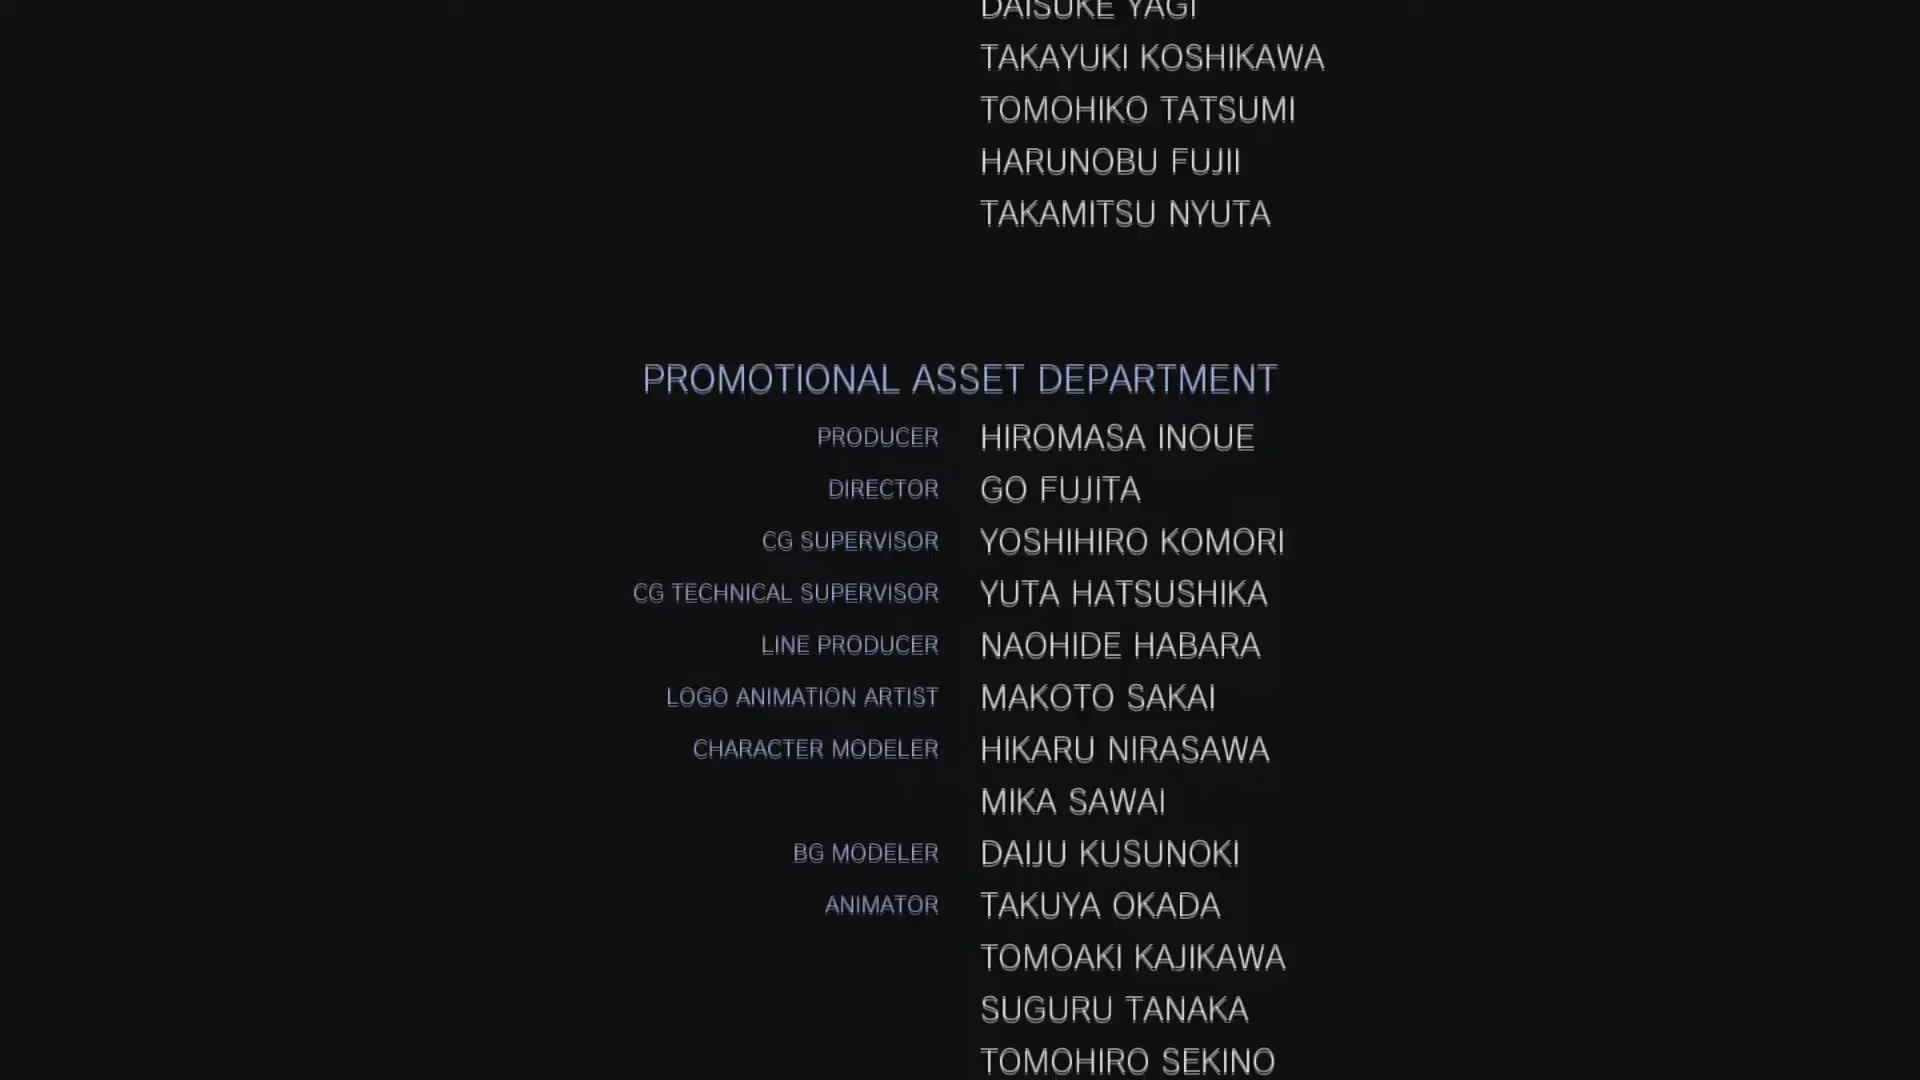 DAISUKE YAGI
TAKAYUKI KOSHIKAWA
TOMOHIKO TATSUMI
HARUNOBU FUJII
TAKAMITSU NYUTA
PROMOTIONAL ASSET DEPARTMENT
PRODUCER HIROMASA INOUE
DIRECTOR GO FUJITA
CG SUPERVISOR YOSHIHIRO KOMORI
CG TECHNICAL SUPERVISOR YUTA HATSUSHIKA
LINE PRODUCER NAOHIDE HABARA
LOGO ANIMATION ARTIST MAKOTO SAKAI
CHARACTER MODELER HIKARU NIRASAWA
MIKA SAWAI
BG MODELER DAIJU KUSUNOKI
ANIMATOR TAKUYA OKADA
TOMOAKI KAJIKAWA
SUGURU TANAKA
TOMOHIRO SEKINO